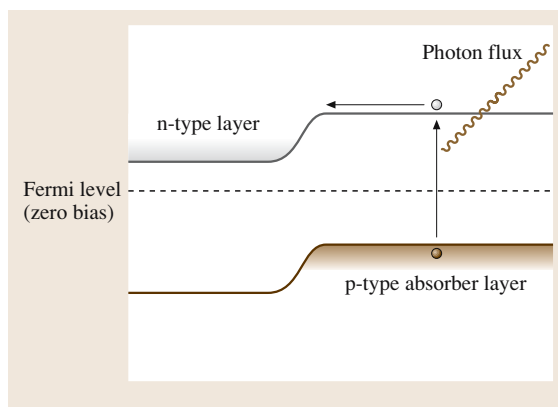 Photon flux
n-type layer
Fermi level
(zero bias)
p-type absorber layer